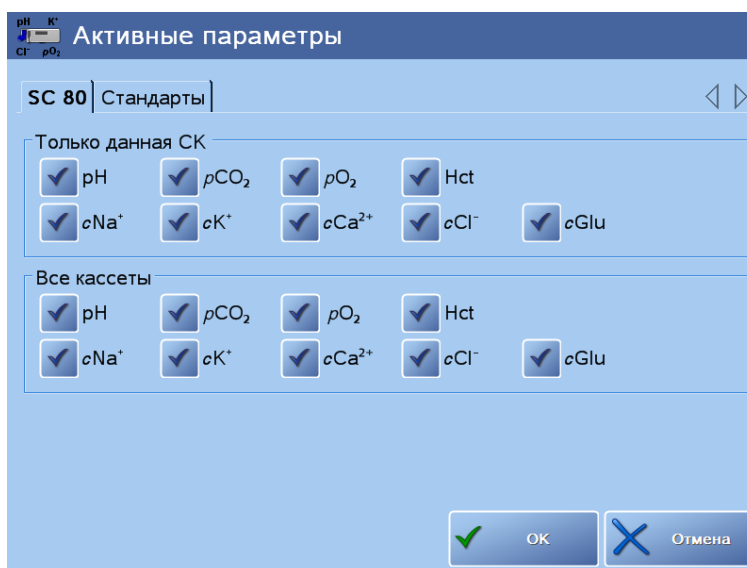 pH K⁺
Cl⁻ pO₂
Активные параметры
SC 80 Стандарты
Только данная СК
pH pCO₂ pO₂ Hct
cNa⁺ cK⁺ cCa²⁺ cCl⁻ cGlu
Все кассеты
pH pCO₂ pO₂ Hct
cNa⁺ cK⁺ cCa²⁺ cCl⁻ cGlu
ОК Отмена